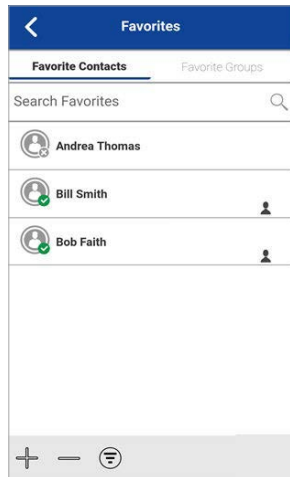 Favorites
Favorite Contacts Favorite Groups
Search Favorites
Andrea Thomas
Bill Smith
Bob Faith